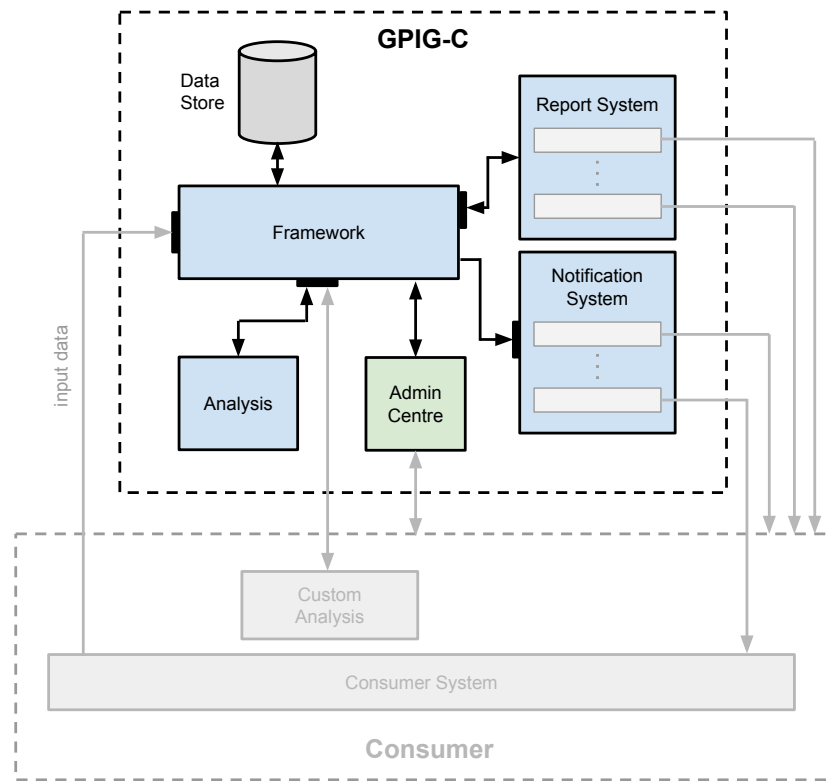 GPIG-C
Data
Store
Report System
Framework
Notification
System
input data
Analysis
Admin
Centre
Custom
Analysis
Consumer System
Consumer